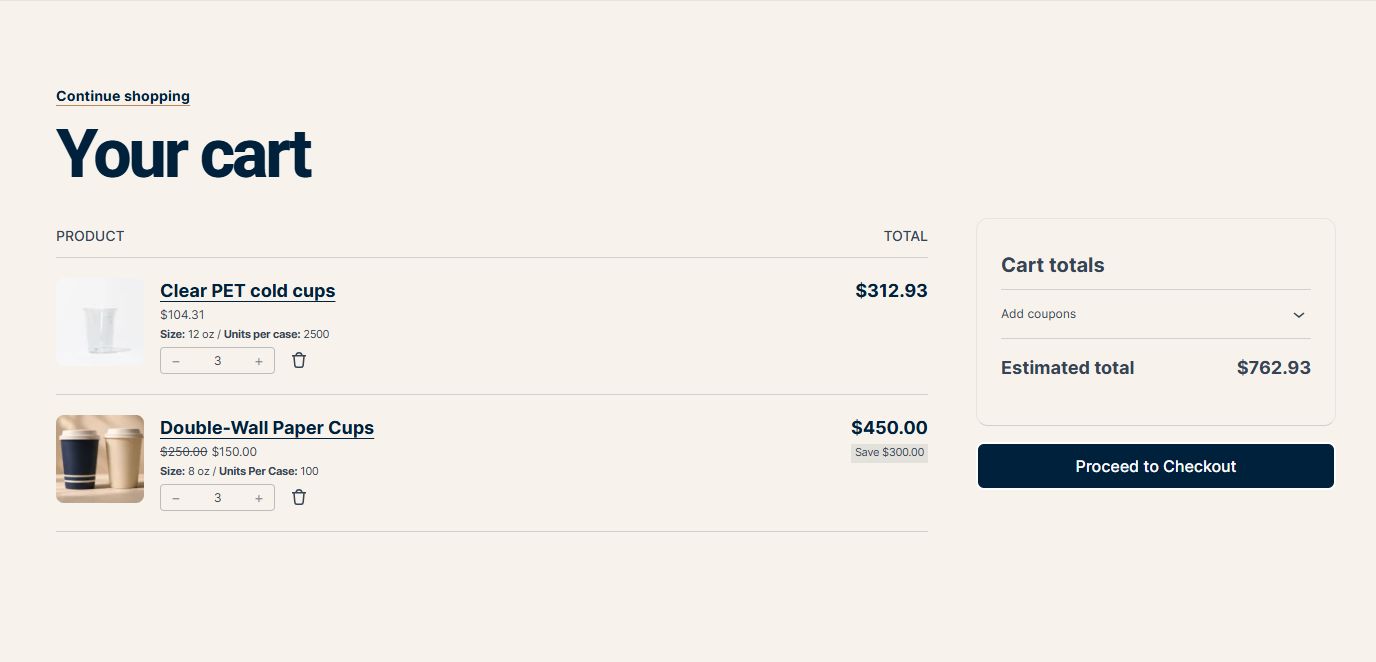 Continue shopping
Your cart
PRODUCT TOTAL
Clear PET cold cups $312.93
$104.31
Size: 12 oz / Units per case: 2500
− 3 +
Double-Wall Paper Cups $450.00
$250.00 $150.00 Save $300.00
Size: 8 oz / Units Per Case: 100
− 3 +
Cart totals
Add coupons
Estimated total $762.93
Proceed to Checkout